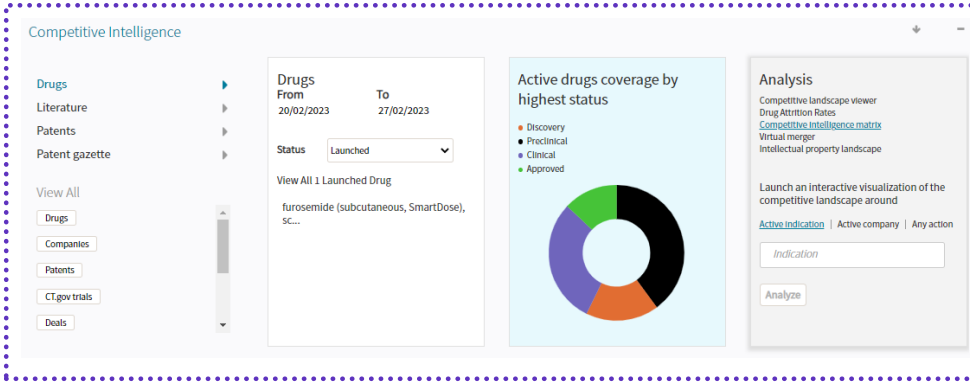 Competitive Intelligence
Drugs
Literature
Patents
Patent gazette
View All
Drugs
Companies
Patents
CT.gov trials
Deals
Drugs
From To
20/02/2023 27/02/2023
Status Launched
View All 1 Launched Drug
furosemide (subcutaneous, SmartDose),
sc...
Active drugs coverage by
highest status
Discovery
Preclinical
Clinical
Approved
Analysis
Competitive landscape viewer
Drug Attrition Rates
Competitive Intelligence matrix
Virtual merger
Intellectual property landscape
Launch an interactive visualization of the
competitive landscape around
Active indication | Active company | Any action
Indication
Analyze